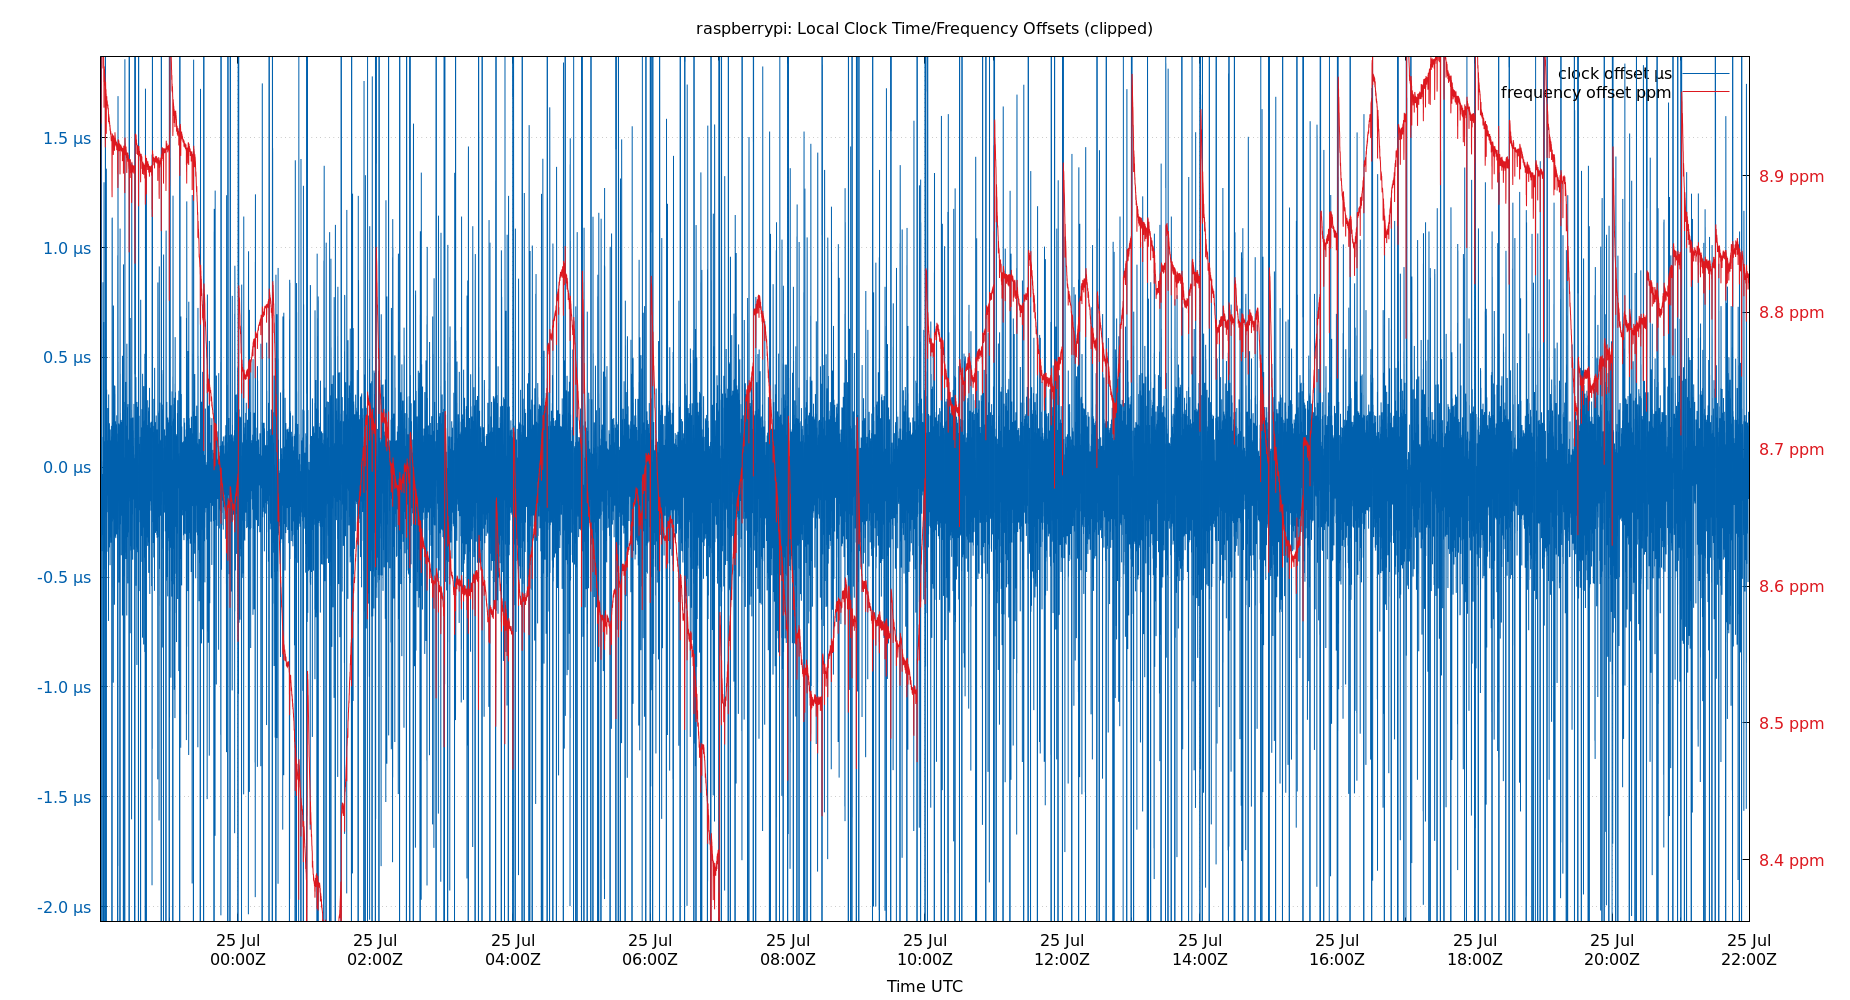 raspberrypi: Local Clock Time/Frequency Offsets (clipped)
clock offset µs
frequency offset ppm
1.5 µs
1.0 µs
0.5 µs
0.0 µs
-0.5 µs
-1.0 µs
-1.5 µs
-2.0 µs
8.9 ppm
8.8 ppm
8.7 ppm
8.6 ppm
8.5 ppm
8.4 ppm
25 Jul
00:00Z
25 Jul
02:00Z
25 Jul
04:00Z
25 Jul
06:00Z
25 Jul
08:00Z
25 Jul
10:00Z
25 Jul
12:00Z
25 Jul
14:00Z
25 Jul
16:00Z
25 Jul
18:00Z
25 Jul
20:00Z
25 Jul
22:00Z
Time UTC